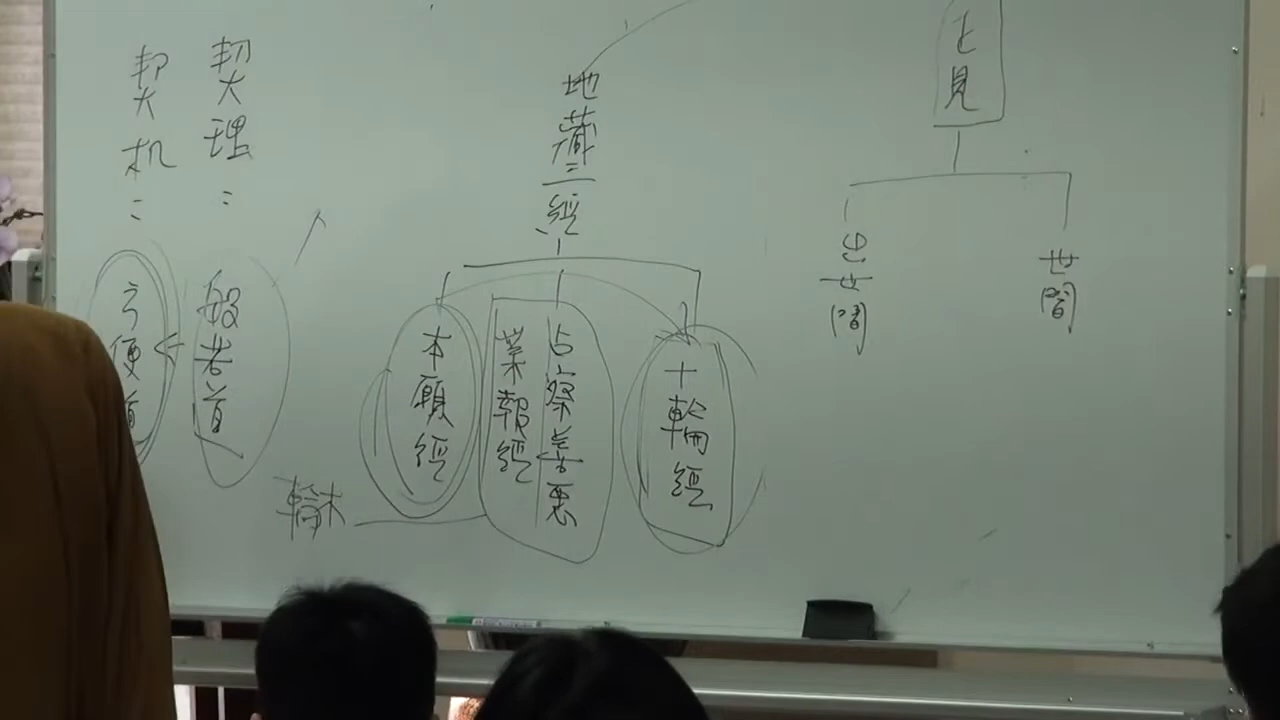 契理:
般若道
契机:
方便道
地藏三經
本願經
占察善惡
業報經
十輪經
輪木
正見
出世間
世間